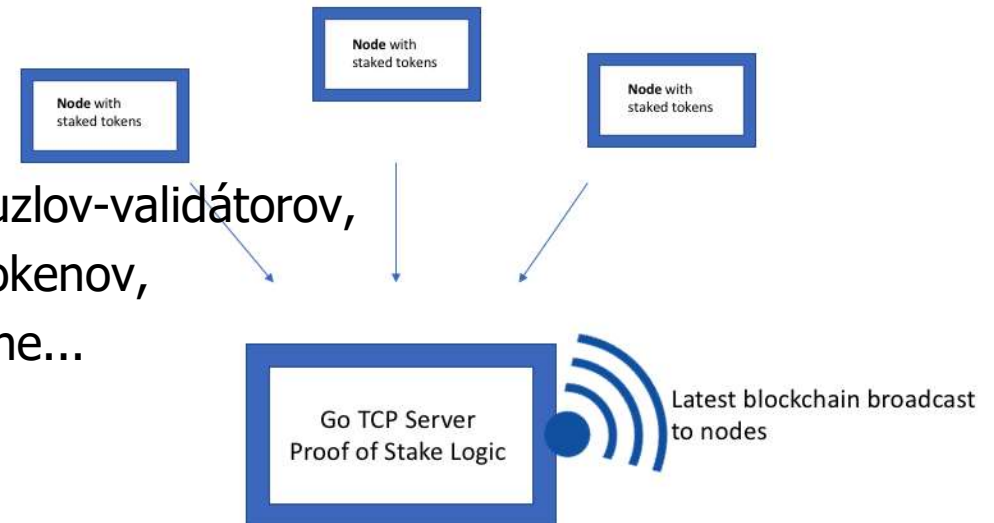 Node with
staked tokens
Node with
staked tokens
Node with
staked tokens
uzlov-validátorov,
okenov,
ne...
Go TCP Server
Proof of Stake Logic
Latest blockchain broadcast
to nodes